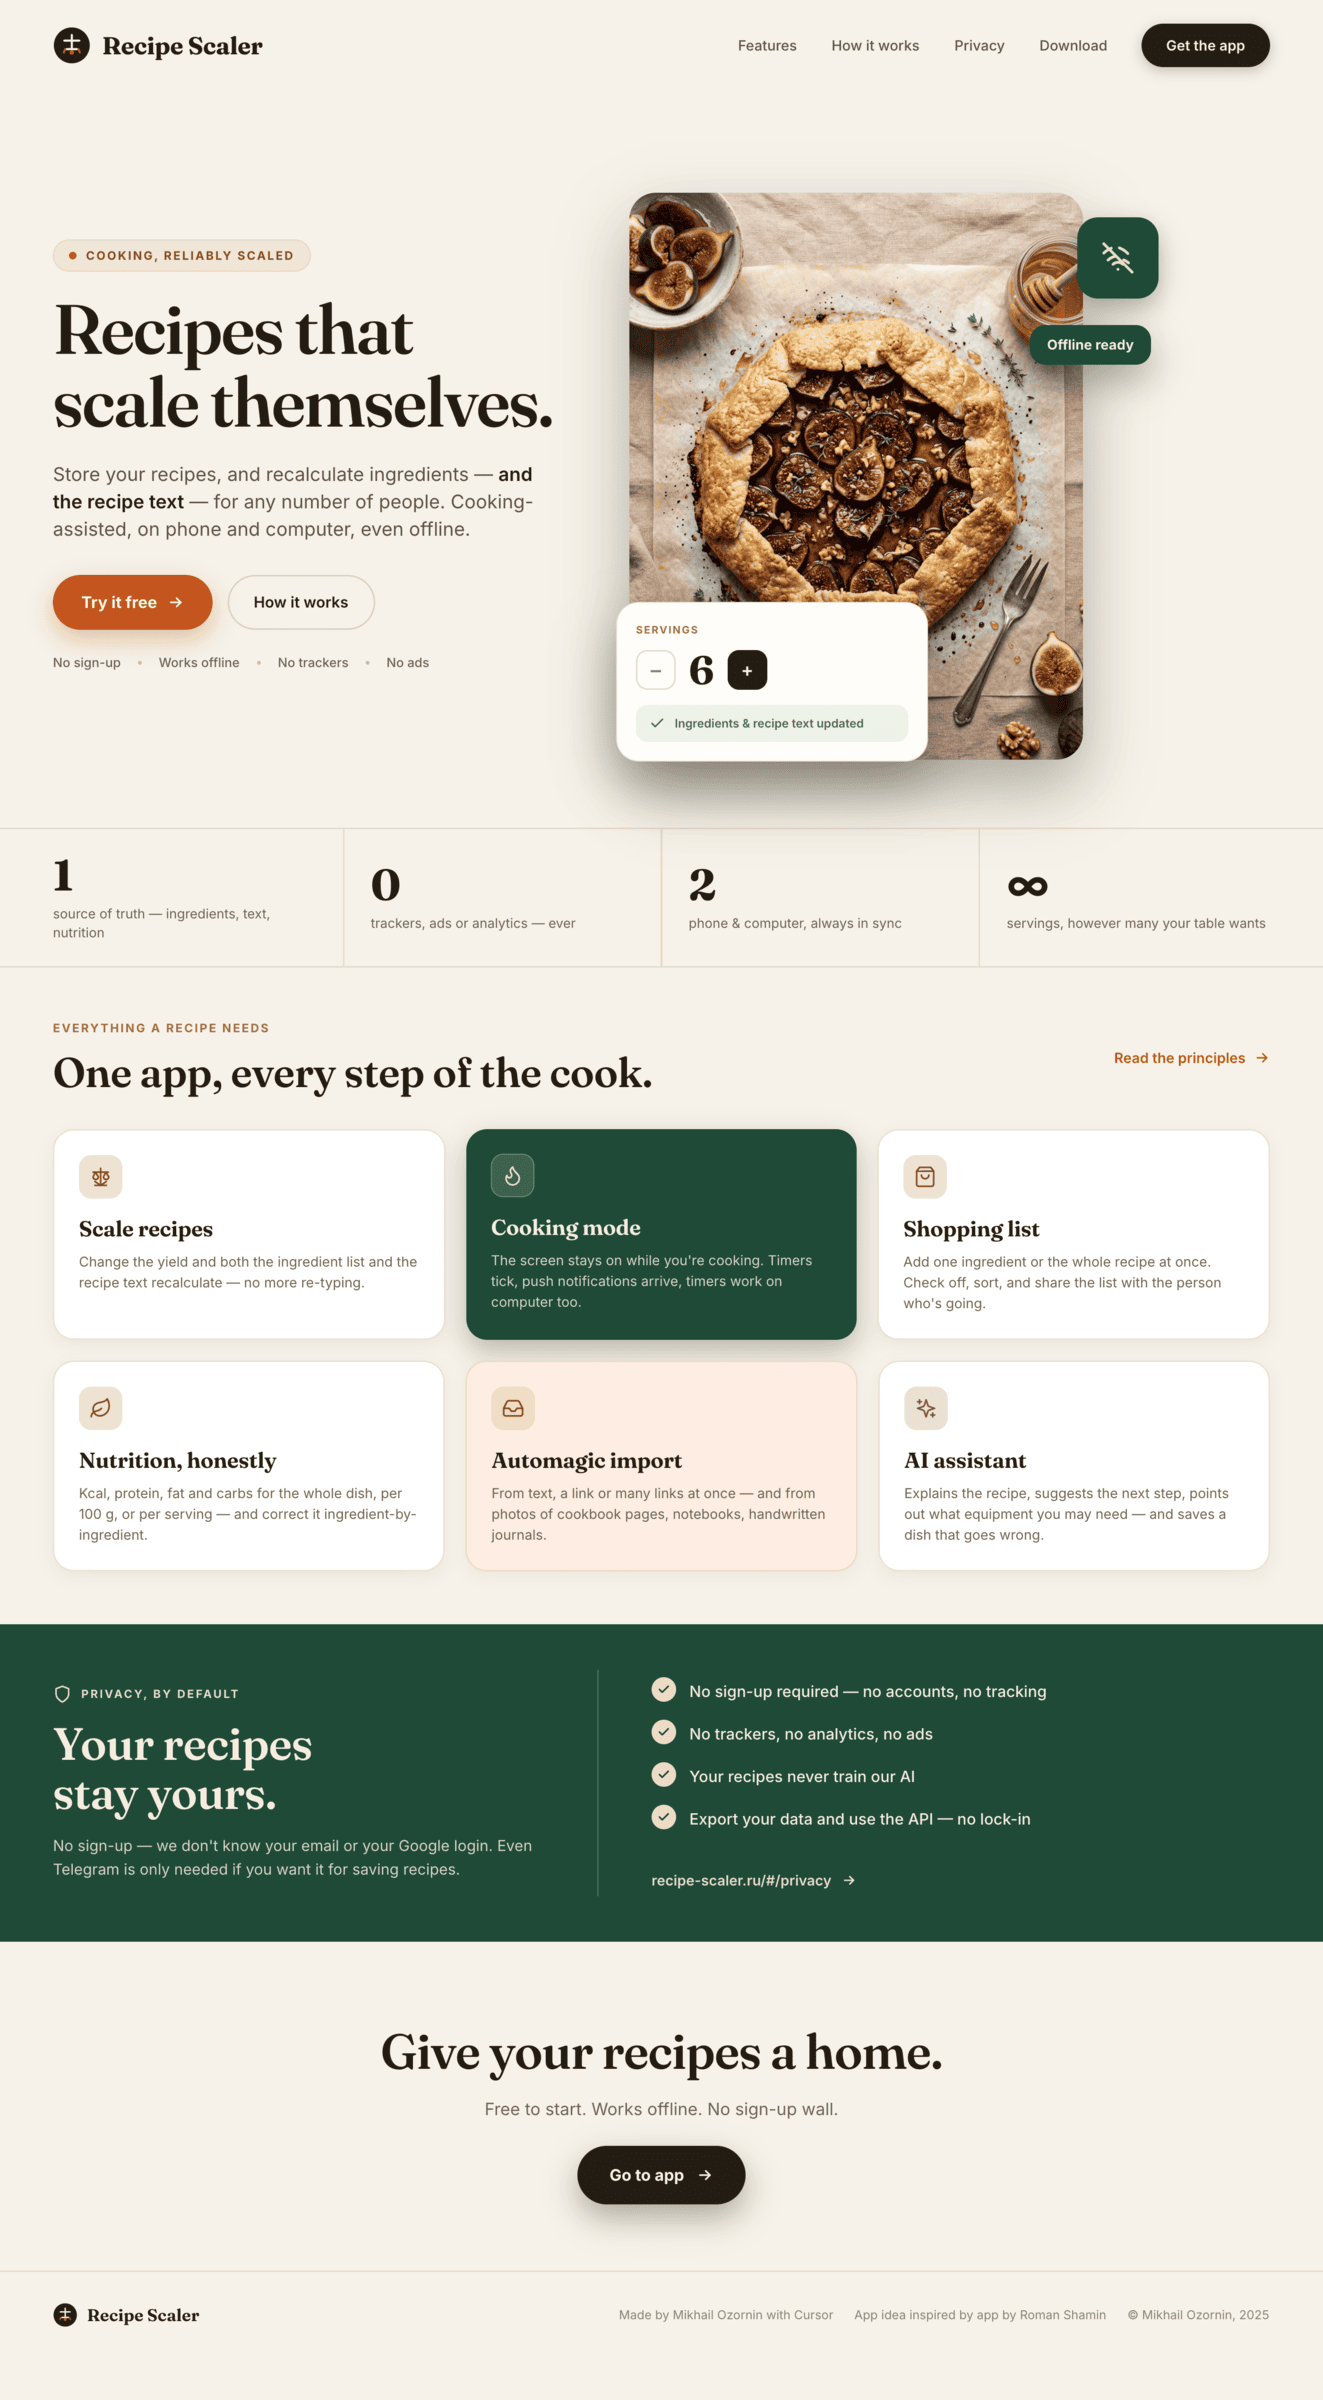 Recipe Scaler
Features
How it works
Privacy
Download
Get the app
COOKING, RELIABLY SCALED
Recipes that
scale themselves.
Store your recipes, and recalculate ingredients — and
the recipe text — for any number of people. Cooking-
assisted, on phone and computer, even offline.
Try it free →
How it works
No sign-up • Works offline • No trackers • No ads
Offline ready
SERVINGS
− 6 +
Ingredients & recipe text updated
1
source of truth — ingredients, text,
nutrition
0
trackers, ads or analytics — ever
2
phone & computer, always in sync
∞
servings, however many your table wants
EVERYTHING A RECIPE NEEDS
One app, every step of the cook.
Read the principles →
Scale recipes
Change the yield and both the ingredient list and the
recipe text recalculate — no more re-typing.
Cooking mode
The screen stays on while you're cooking. Timers
tick, push notifications arrive, timers work on
computer too.
Shopping list
Add one ingredient or the whole recipe at once.
Check off, sort, and share the list with the person
who's going.
Nutrition, honestly
Kcal, protein, fat and carbs for the whole dish, per
100 g, or per serving — and correct it ingredient-by-
ingredient.
Automagic import
From text, a link or many links at once — and from
photos of cookbook pages, notebooks, handwritten
journals.
AI assistant
Explains the recipe, suggests the next step, points
out what equipment you may need — and saves a
dish that goes wrong.
PRIVACY, BY DEFAULT
Your recipes
stay yours.
No sign-up — we don't know your email or your Google login. Even
Telegram is only needed if you want it for saving recipes.
No sign-up required — no accounts, no tracking
No trackers, no analytics, no ads
Your recipes never train our AI
Export your data and use the API — no lock-in
recipe-scaler.ru/#/privacy →
Give your recipes a home.
Free to start. Works offline. No sign-up wall.
Go to app →
Recipe Scaler
Made by Mikhail Ozornin with Cursor
App idea inspired by app by Roman Shamin
© Mikhail Ozornin, 2025